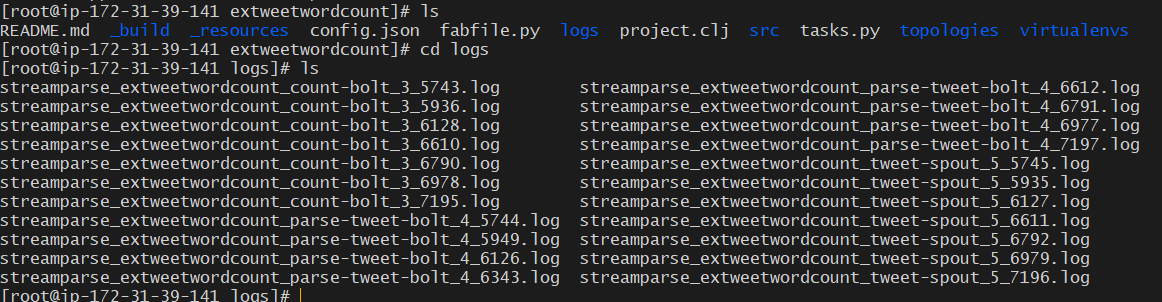 [root@ip-172-31-39-141 extweetwordcount]# ls
README.md  _build  _resources  config.json  fabfile.py  logs  project.clj  src  tasks.py  topologies  virtualenvs
[root@ip-172-31-39-141 extweetwordcount]# cd logs
[root@ip-172-31-39-141 logs]# ls
streamparse_extweetwordcount_count-bolt_3_5743.log        streamparse_extweetwordcount_parse-tweet-bolt_4_6612.log
streamparse_extweetwordcount_count-bolt_3_5936.log        streamparse_extweetwordcount_parse-tweet-bolt_4_6791.log
streamparse_extweetwordcount_count-bolt_3_6128.log        streamparse_extweetwordcount_parse-tweet-bolt_4_6977.log
streamparse_extweetwordcount_count-bolt_3_6610.log        streamparse_extweetwordcount_parse-tweet-bolt_4_7197.log
streamparse_extweetwordcount_count-bolt_3_6790.log        streamparse_extweetwordcount_tweet-spout_5_5745.log
streamparse_extweetwordcount_count-bolt_3_6978.log        streamparse_extweetwordcount_tweet-spout_5_5935.log
streamparse_extweetwordcount_count-bolt_3_7195.log        streamparse_extweetwordcount_tweet-spout_5_6127.log
streamparse_extweetwordcount_parse-tweet-bolt_4_5744.log  streamparse_extweetwordcount_tweet-spout_5_6611.log
streamparse_extweetwordcount_parse-tweet-bolt_4_5949.log  streamparse_extweetwordcount_tweet-spout_5_6792.log
streamparse_extweetwordcount_parse-tweet-bolt_4_6126.log  streamparse_extweetwordcount_tweet-spout_5_6979.log
streamparse_extweetwordcount_parse-tweet-bolt_4_6343.log  streamparse_extweetwordcount_tweet-spout_5_7196.log
[root@ip-172-31-39-141 logs]#